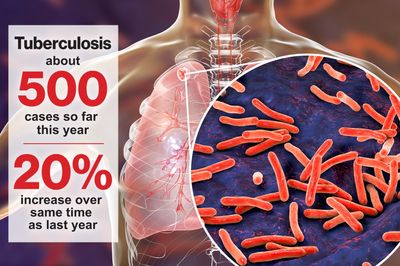 Tuberculosis
about
500
cases so far
this year
20%
increase over
same time
as last year